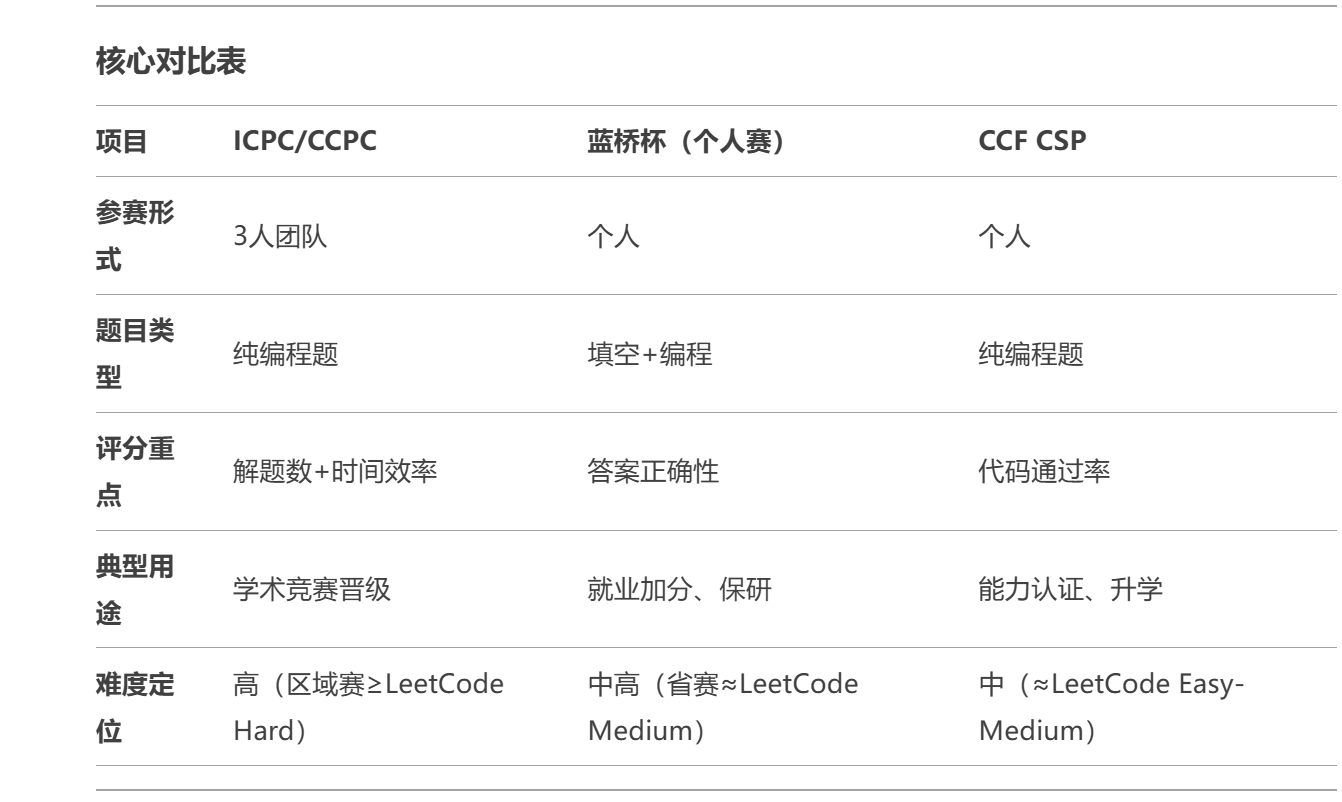 核心对比表
项目 ICPC/CCPC 蓝桥杯（个人赛） CCF CSP
参赛形式 3人团队 个人 个人
题目类型 纯编程题 填空+编程 纯编程题
评分重点 解题数+时间效率 答案正确性 代码通过率
典型用途 学术竞赛晋级 就业加分、保研 能力认证、升学
难度定位 高（区域赛≥LeetCode Hard） 中高（省赛≈LeetCode Medium） 中（≈LeetCode Easy-Medium）